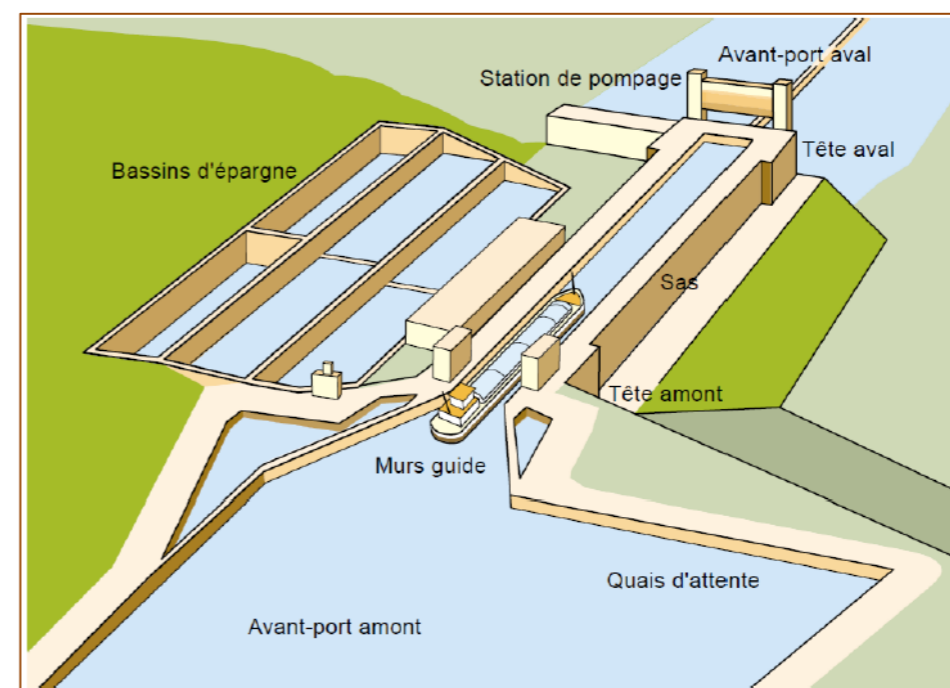 Avant-port aval
Station de pompage
Tête aval
Bassins d'épargne
Sas
Tête amont
Murs guide
Quais d'attente
Avant-port amont